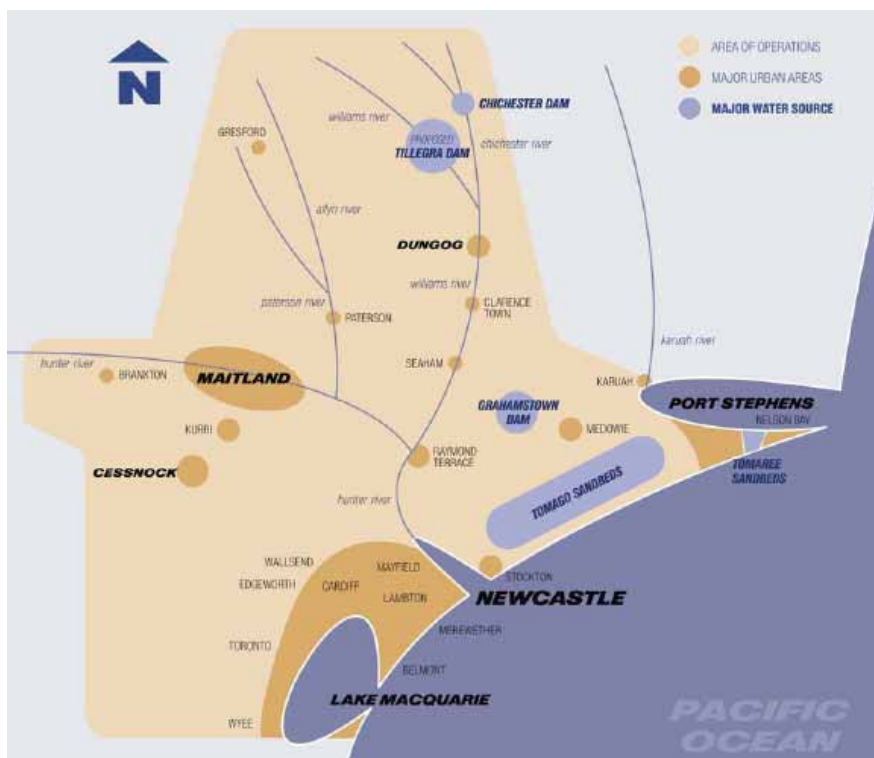 N
AREA OF OPERATIONS
MAJOR URBAN AREAS
MAJOR WATER SOURCE
CHICHESTER DAM
williams river
PROPOSED
TILLEGRA DAM
chichester river
GRESFORD
allyn river
DUNGOG
williams river
paterson river
PATERSON
CLARENCE
TOWN
karuah river
hunter river
BRANXTON
MAITLAND
SEAHAM
KARUAH
PORT STEPHENS
NELSON BAY
GRAHAMSTOWN
DAM
MEDOWIE
KURRI
CESSNOCK
RAYMOND
TERRACE
TOMAREE
SANDBEDS
TOMAGO SANDBEDS
hunter river
WALLSEND
MAYFIELD
STOCKTON
EDGEWORTH
CARDIFF
LAMBTON
NEWCASTLE
MEREWETHER
TORONTO
BELMONT
LAKE MACQUARIE
WYEE
PACIFIC
OCEAN